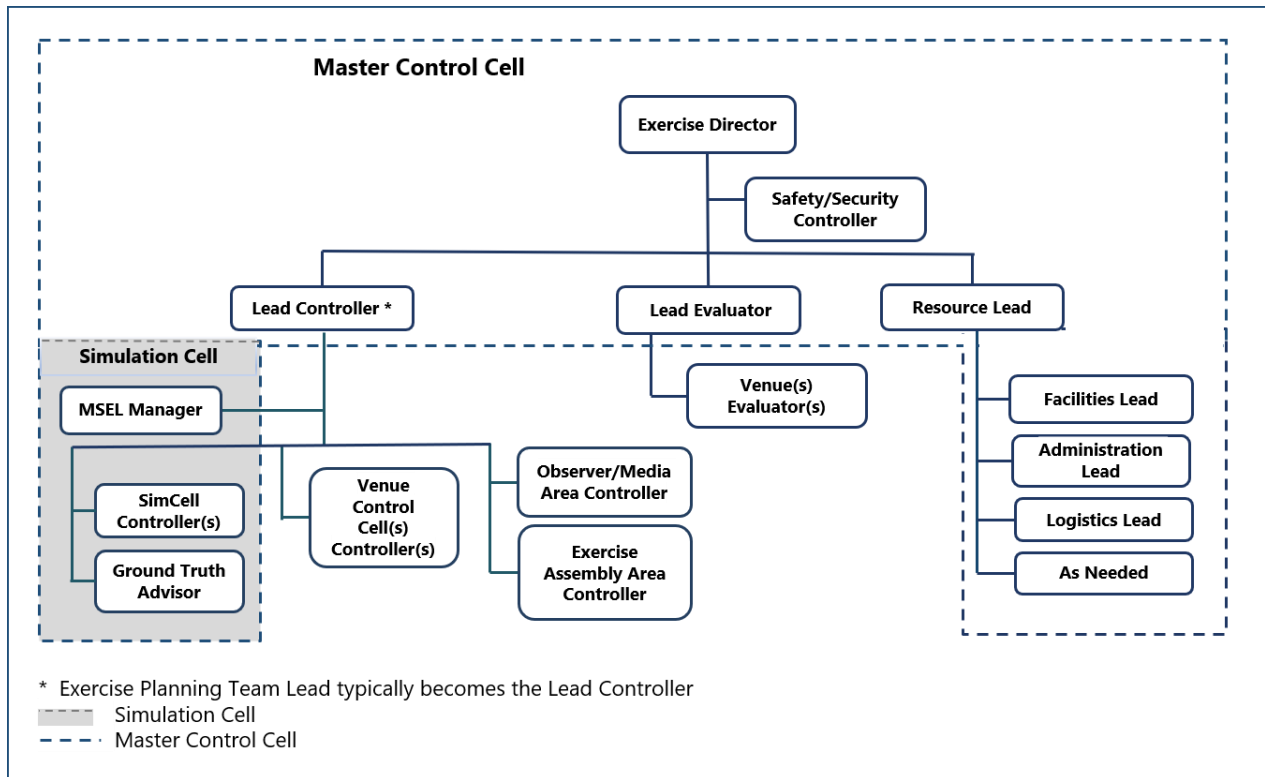 Master Control Cell
Exercise Director
Safety/Security
Controller
Lead Controller *
Lead Evaluator
Resource Lead
Simulation Cell
MSEL Manager
SimCell
Controller(s)
Ground Truth
Advisor
Venue
Control
Cell(s)
Controller(s)
Observer/Media
Area Controller
Exercise
Assembly Area
Controller
Venue(s)
Evaluator(s)
Facilities Lead
Administration
Lead
Logistics Lead
As Needed
* Exercise Planning Team Lead typically becomes the Lead Controller
Simulation Cell
Master Control Cell